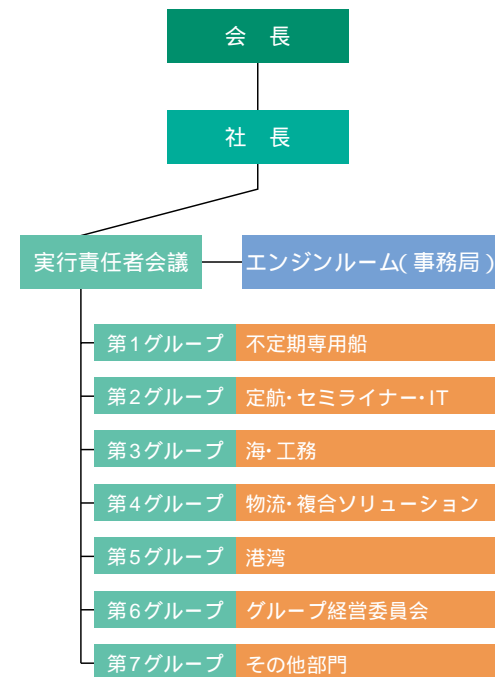 会 長
社 長
実行責任者会議
エンジンルーム(事務局)
第1グループ 不定期専用船
第2グループ 定航・セミライナー・IT
第3グループ 海・工務
第4グループ 物流・複合ソリューション
第5グループ 港湾
第6グループ グループ経営委員会
第7グループ その他部門